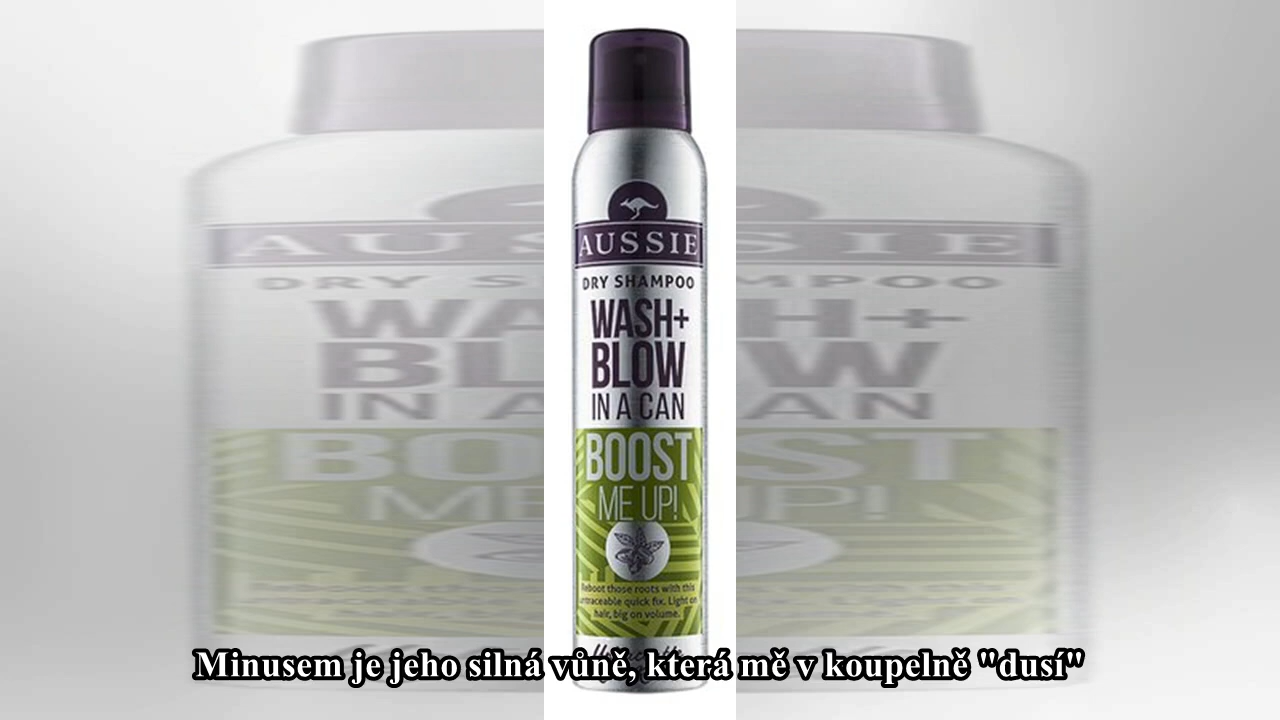 AUSSIE
DRY SHAMPOO
WASH+
BLOW
IN A CAN
BOOST
ME UP!
Reboot those roots with this
untraceable quick fix. Light on
hair, big on volume.
Minusem je jeho silná vůně, která mě v koupelně "dusí"